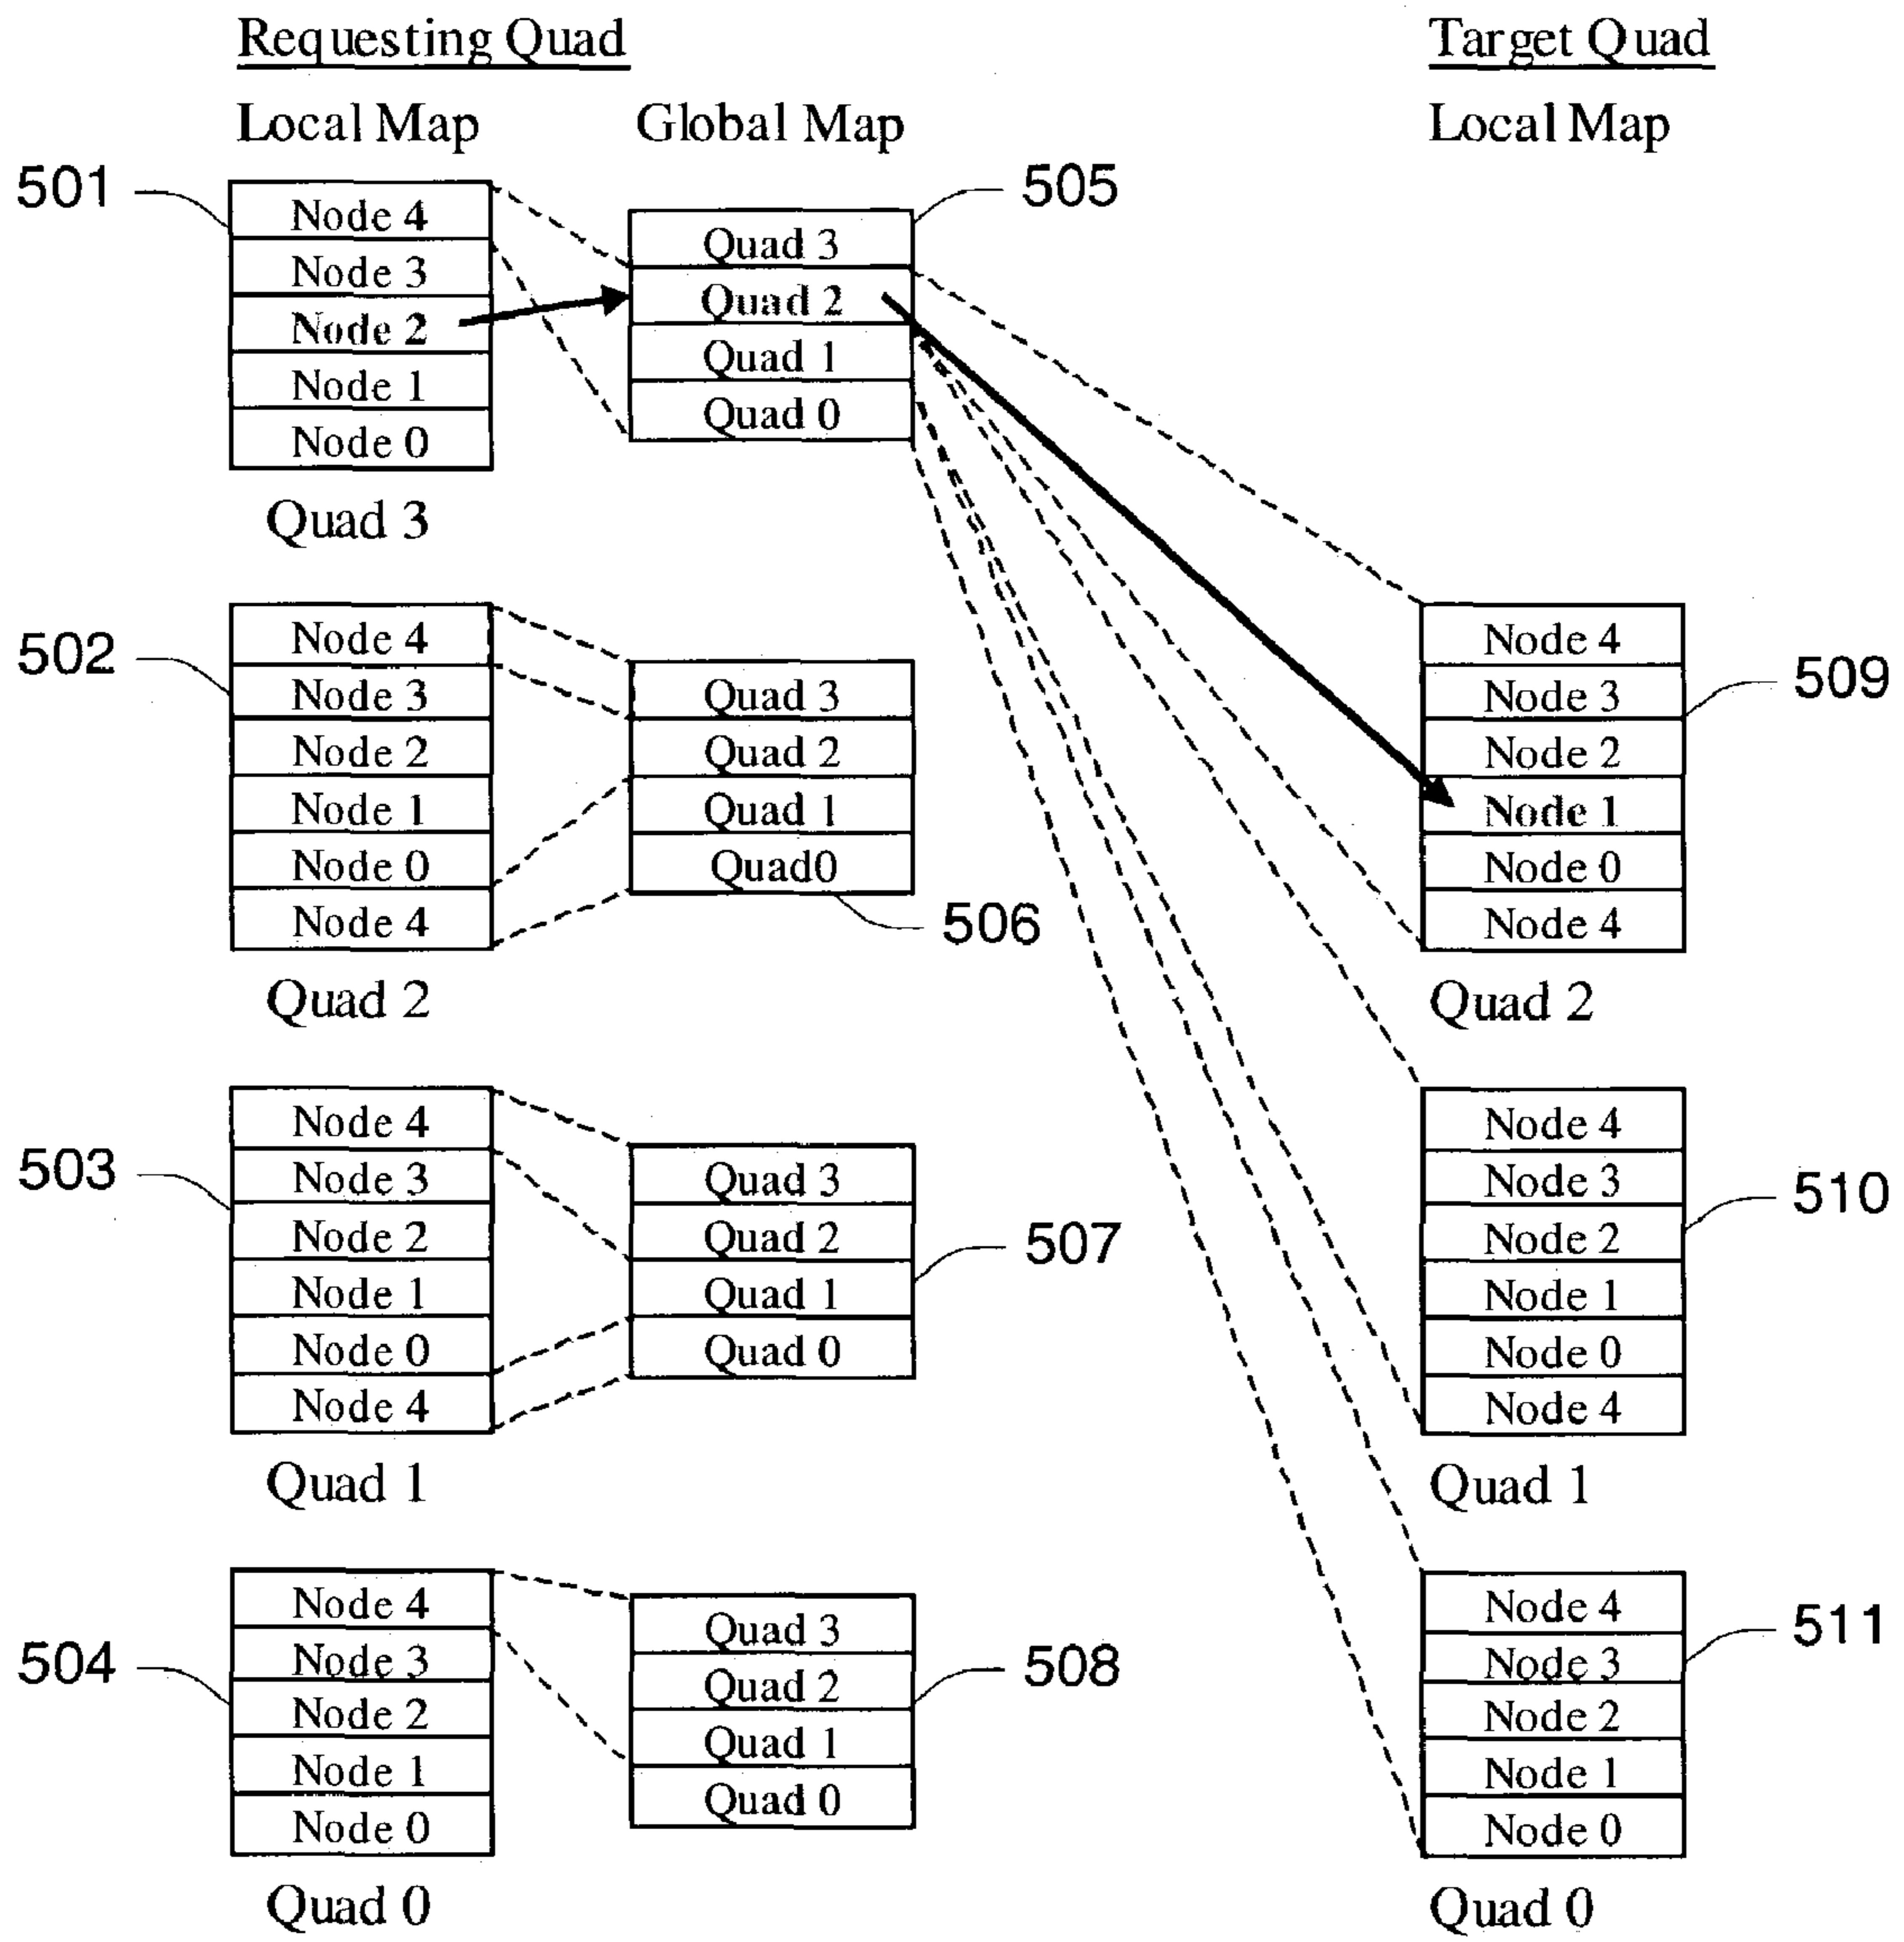 Requesting Quad
Target Quad
Local Map
Global Map
Local Map
501
Node 4
Node 3
Node 2
Node 1
Node 0
Quad 3
505
Quad 3
Quad 2
Quad 1
Quad 0
502
Node 4
Node 3
Node 2
Node 1
Node 0
Node 4
Quad 2
Quad 3
Quad 2
Quad 1
Quad0
506
509
Node 4
Node 3
Node 2
Node 1
Node 0
Node 4
Quad 2
503
Node 4
Node 3
Node 2
Node 1
Node 0
Node 4
Quad 1
507
Quad 3
Quad 2
Quad 1
Quad 0
510
Node 4
Node 3
Node 2
Node 1
Node 0
Node 4
Quad 1
504
Node 4
Node 3
Node 2
Node 1
Node 0
Quad 0
508
Quad 3
Quad 2
Quad 1
Quad 0
511
Node 4
Node 3
Node 2
Node 1
Node 0
Quad 0